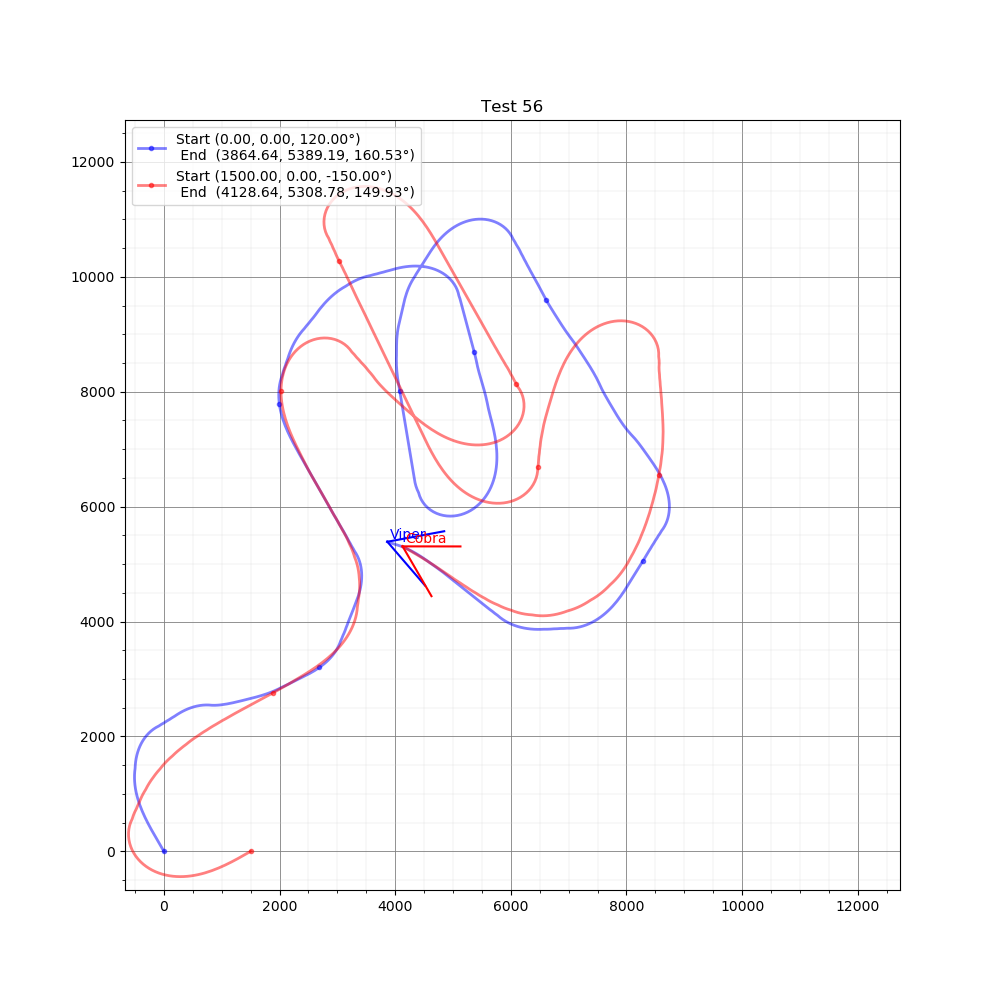 Test 56
Start (0.00, 0.00, 120.00°)
End (3864.64, 5389.19, 160.53°)
Start (1500.00, 0.00, -150.00°)
End (4128.64, 5308.78, 149.93°)
12000
10000
8000
6000
4000
2000
0
Viper
Cobra
0 2000 4000 6000 8000 10000 12000